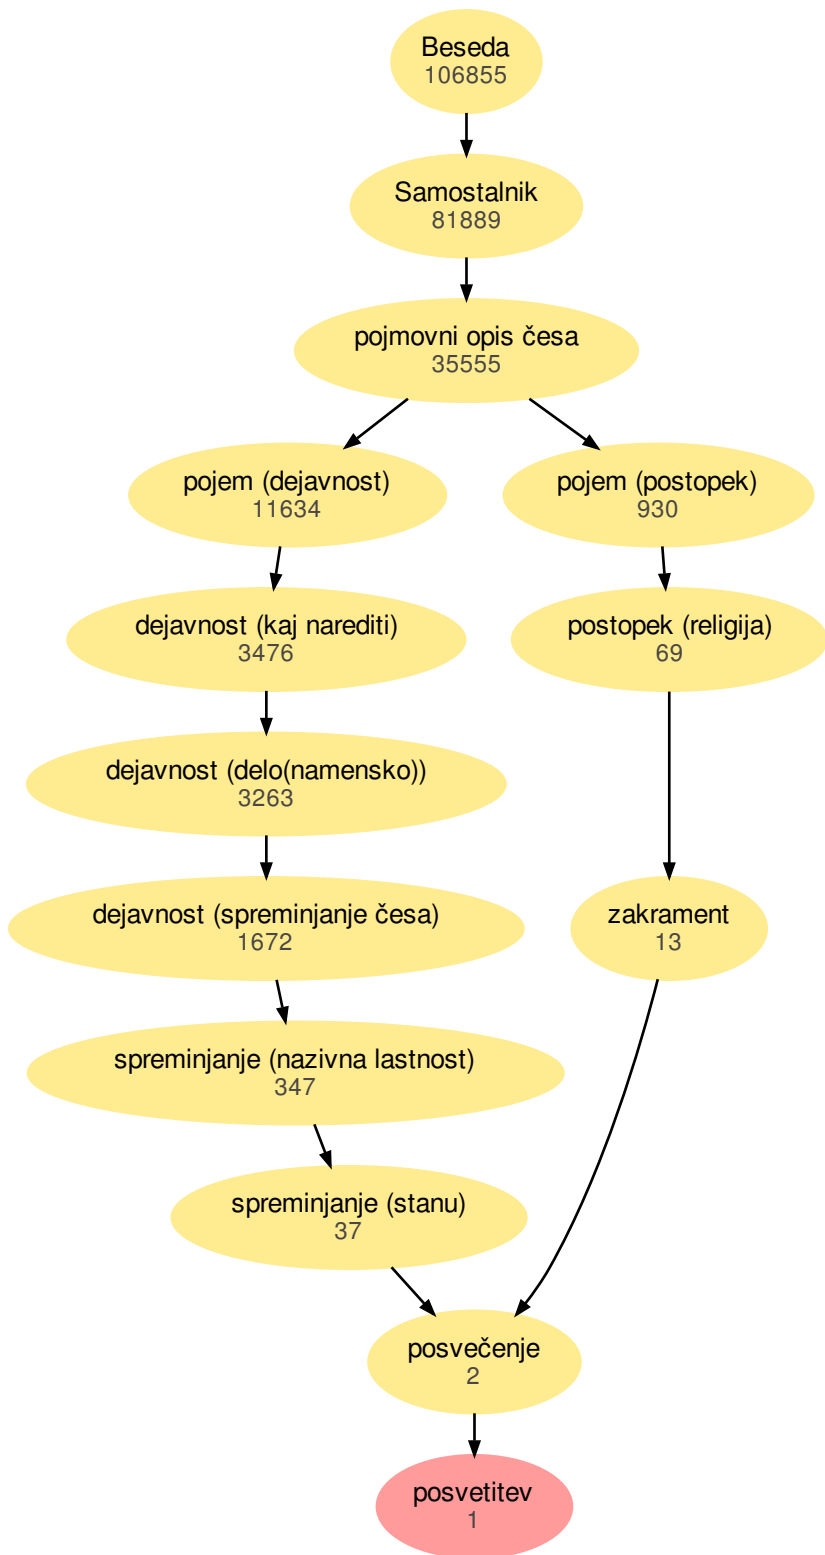 Beseda
106855
Samostalnik
81889
pojmovni opis česa
35555
pojem (dejavnost)
11634
pojem (postopek)
930
dejavnost (kaj narediti)
3476
postopek (religija)
69
dejavnost (delo(namensko))
3263
dejavnost (spreminjanje česa)
1672
zakrament
13
spreminjanje (nazivna lastnost)
347
spreminjanje (stanu)
37
posvečenje
2
posvetitev
1